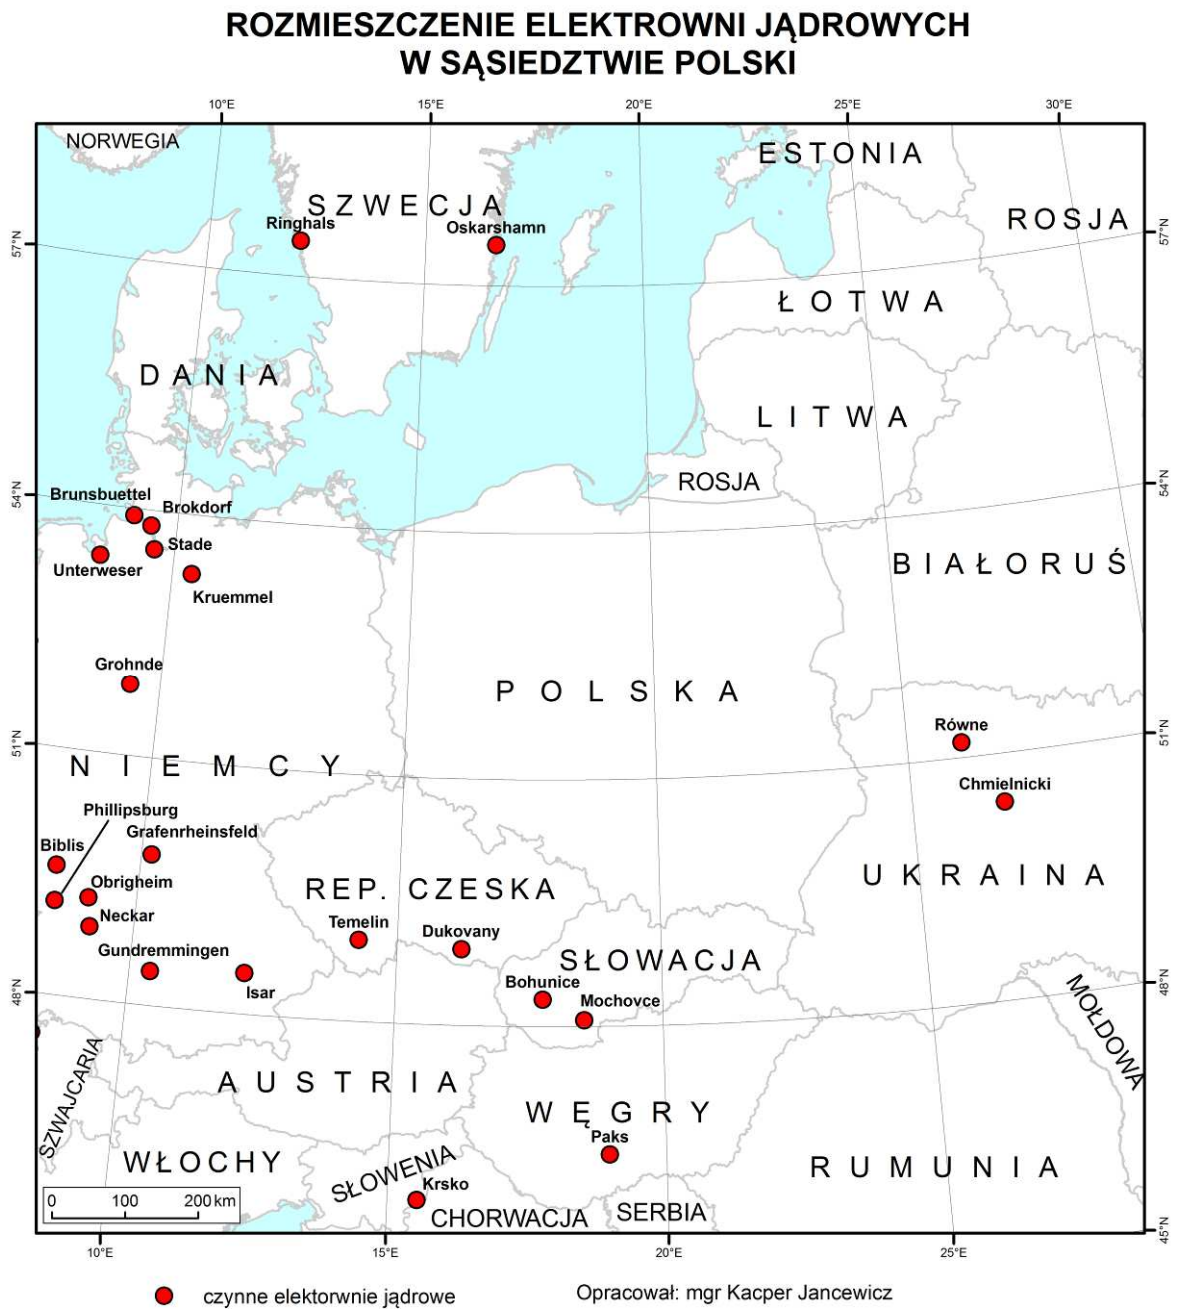 ROZMIESZCZENIE ELEKTROWNI JĄDROWYCH
W SĄSIEDZTWIE POLSKI
10°E 15°E 20°E 25°E 30°E
NORWEGIA
ESTONIA
SZWECJA
ROSJA
Ringhals
Oskarshamn
57°N
57°N
ŁOTWA
DANIA
LITWA
ROSJA
54°N
54°N
Brunsbuettel
Brokdorf
Stade
Unterweser
Kruemmel
BIAŁORUŚ
Grohnde
POLSKA
Równe
51°N
51°N
NIEMCY
Chmielnicki
Phillipsburg
Grafenrheinsfeld
Biblis
Obrigheim
UKRAINA
REP. CZESKA
Neckar
Temelin
Dukovany
Gundremmingen
SŁOWACJA
Isar
Bohunice
Mochovce
48°N
48°N
MOŁDOWA
SZWAJCARIA
AUSTRIA
WĘGRY
Paks
WŁOCHY
SŁOWENIA
RUMUNIA
Krsko
CHORWACJA
SERBIA
0 100 200 km
45°N
10°E 15°E 20°E 25°E
czynne elektorwnie jądrowe
Opracował: mgr Kacper Jancewicz